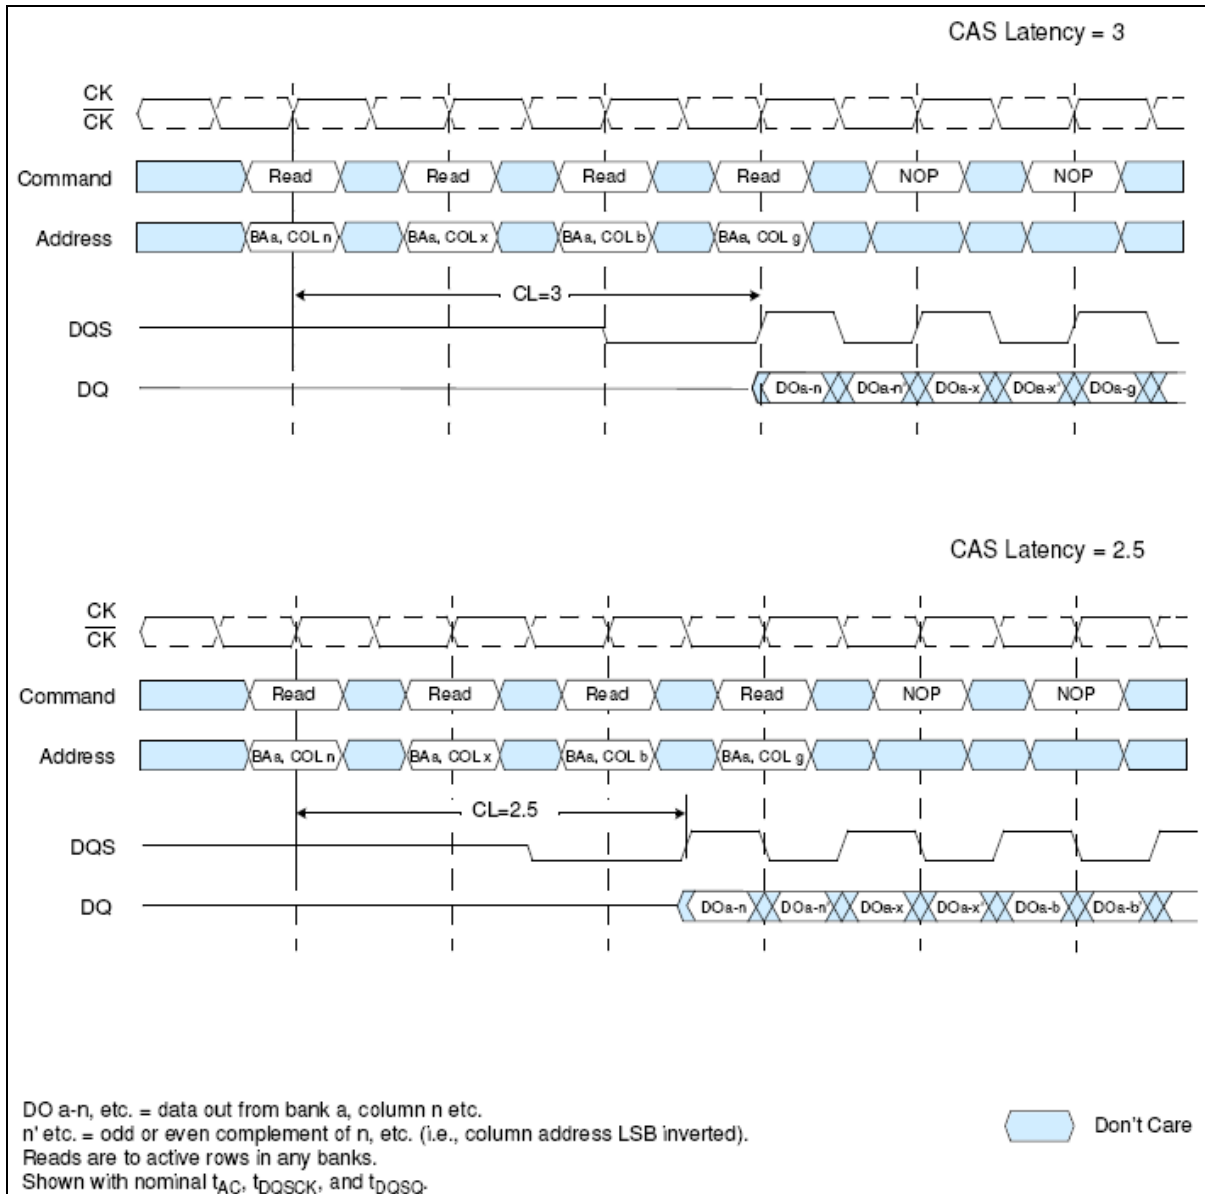 CAS Latency = 3
CK
CK
Command
Read
Read
Read
Read
NOP
NOP
Address
BAa, COL n
BAa, COL x
BAa, COL b
BAa, COL g
CL=3
DQS
DQ
DOa-n
DOa-n'
DOa-x
DOa-x'
DOa-g
CAS Latency = 2.5
CK
CK
Command
Read
Read
Read
Read
NOP
NOP
Address
BAa, COL n
BAa, COL x
BAa, COL b
BAa, COL g
CL=2.5
DQS
DQ
DOa-n
DOa-n'
DOa-x
DOa-x'
DOa-b
DOa-b'
DO a-n, etc. = data out from bank a, column n etc.
n' etc. = odd or even complement of n, etc. (i.e., column address LSB inverted).
Reads are to active rows in any banks.
Shown with nominal tAC, tDQSCK, and tDQSQ.
Don't Care